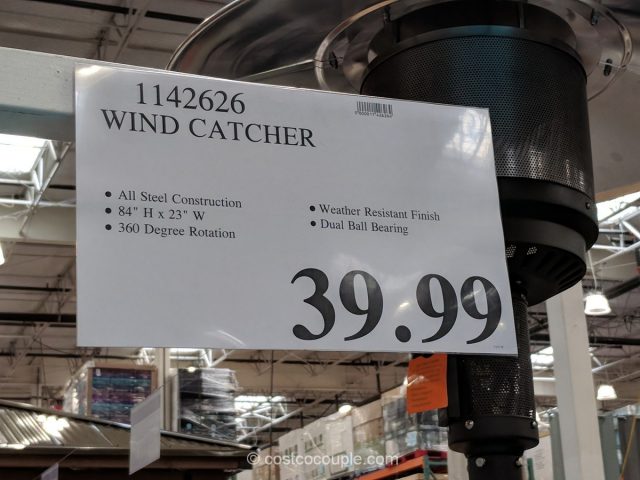 1142626
WIND CATCHER
• All Steel Construction
• 84" H x 23" W
• 360 Degree Rotation
• Weather Resistant Finish
• Dual Ball Bearing
39.99
© costcocouple.com